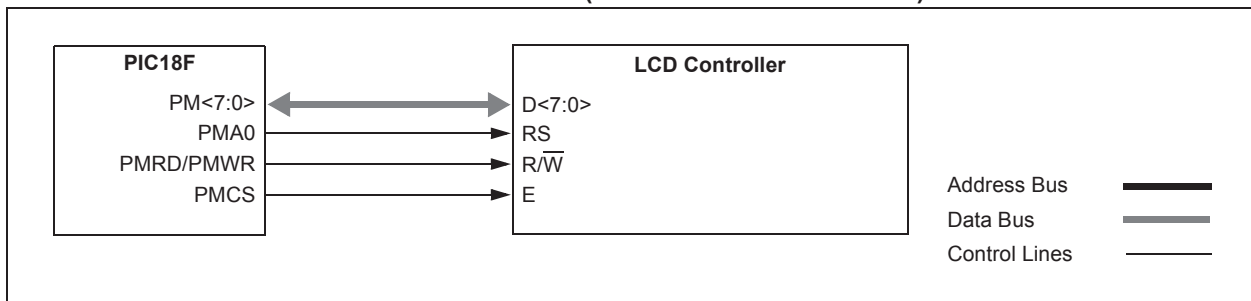 PIC18F
LCD Controller
PM<7:0>
D<7:0>
PMA0
RS
PMRD/PMWR
R/W̅
PMCS
E
Address Bus
Data Bus
Control Lines